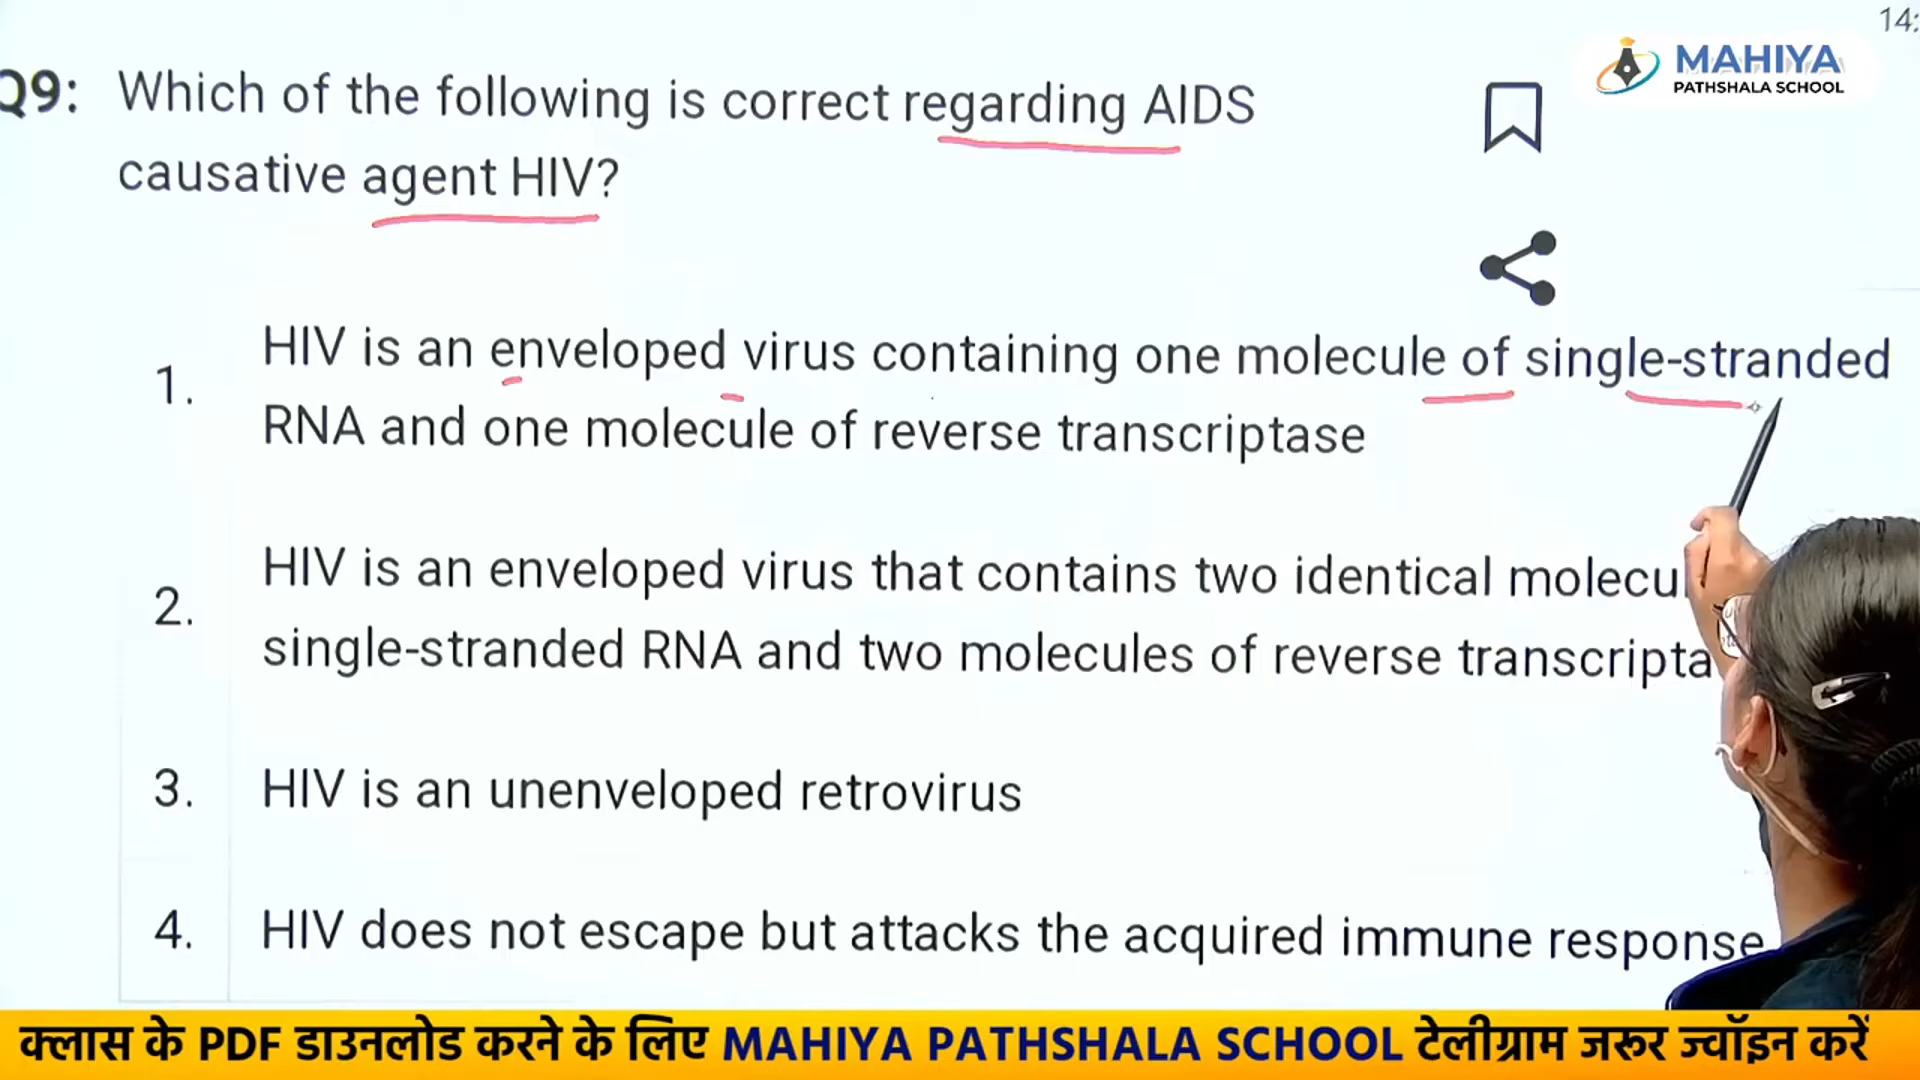 14:
MAHIYA
PATHSHALA SCHOOL
Q9: Which of the following is correct regarding AIDS
causative agent HIV?
1. HIV is an enveloped virus containing one molecule of single-stranded
RNA and one molecule of reverse transcriptase
2. HIV is an enveloped virus that contains two identical
single-stranded RNA and two molecules of reverse
3. HIV is an unenveloped retrovirus
4. HIV does not escape but attacks the acquired immune response
क्लास के PDF डाउनलोड करने के लिए MAHIYA PATHSHALA SCHOOL टेलीग्राम जरूर ज्वॉइन करें